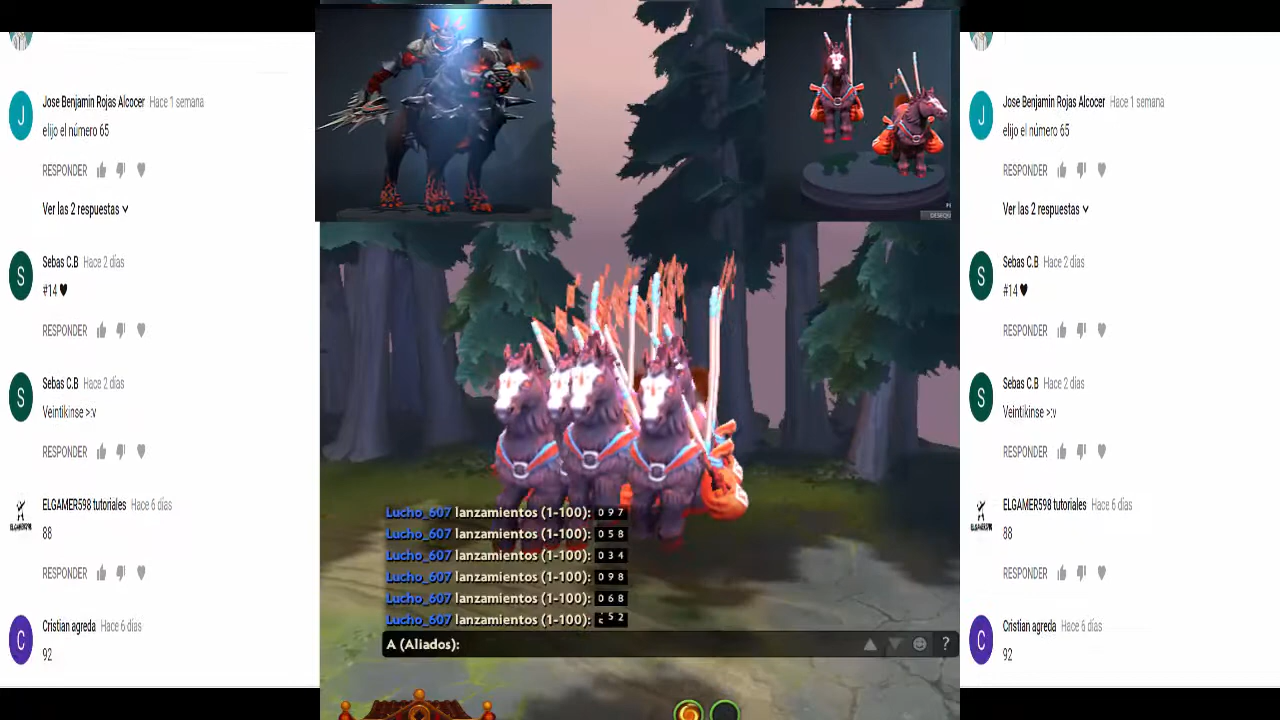 Jose Benjamin Rojas Alcocer Hace 1 semana
elijo el número 65
RESPONDER
Ver las 2 respuestas
Sebas C.B Hace 2 días
#14 ♥
RESPONDER
Sebas C.B Hace 2 días
Veintikinse >:v
RESPONDER
ELGAMER598 tutoriales Hace 6 días
88
RESPONDER
Cristian agreda Hace 6 días
92
J
S
S
ELGAMER598
C
Lucho_607 lanzamientos (1-100): 097
Lucho_607 lanzamientos (1-100): 058
Lucho_607 lanzamientos (1-100): 034
Lucho_607 lanzamientos (1-100): 098
Lucho_607 lanzamientos (1-100): 068
Lucho_607 lanzamientos (1-100): 52
A (Aliados):
?
Jose Benjamin Rojas Alcocer Hace 1 semana
elijo el número 65
RESPONDER
Ver las 2 respuestas
Sebas C.B Hace 2 días
#14 ♥
RESPONDER
Sebas C.B Hace 2 días
Veintikinse >:v
RESPONDER
ELGAMER598 tutoriales Hace 6 días
88
RESPONDER
Cristian agreda Hace 6 días
92
J
S
S
ELGAMER598
C